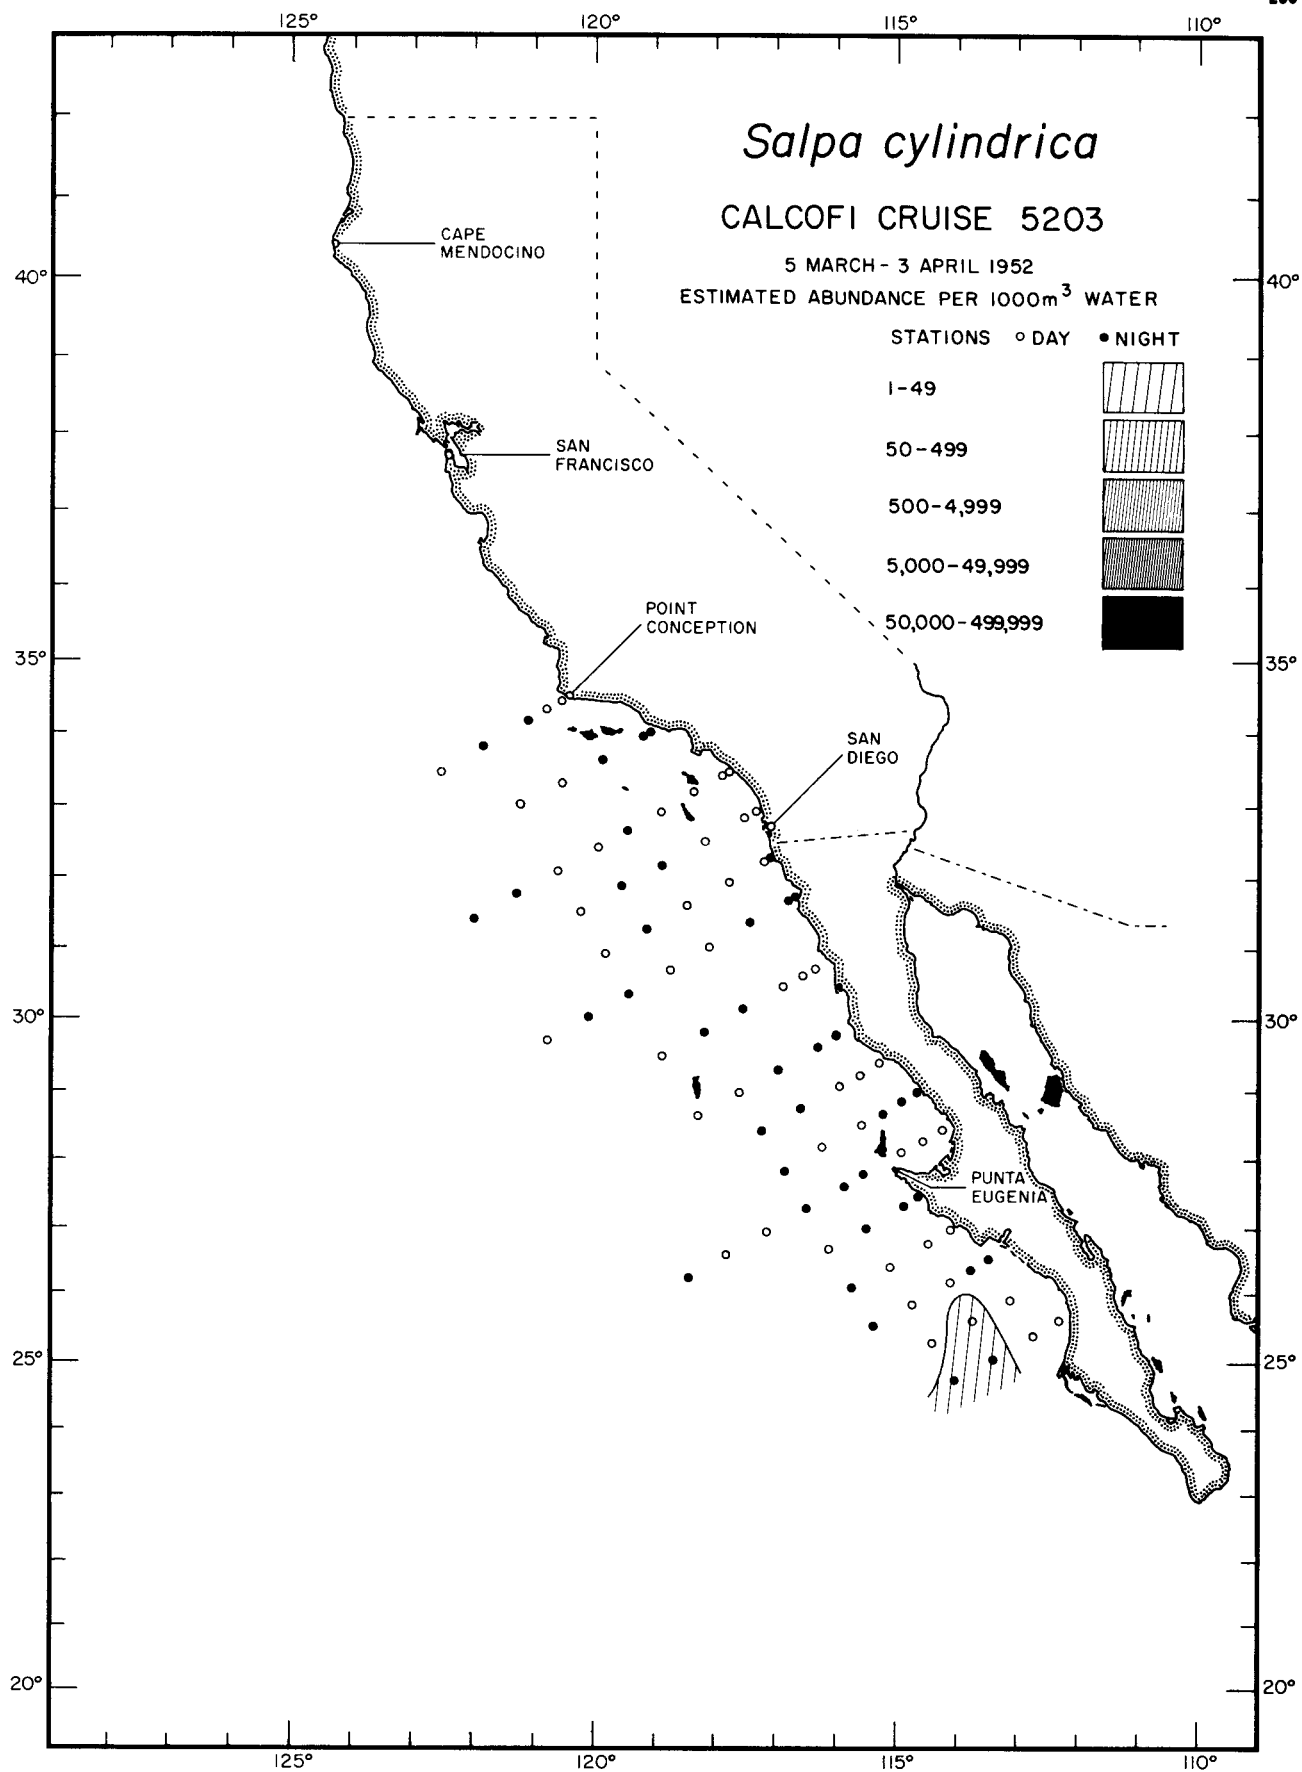 125° 120° 115° 110°
Salpa cylindrica
CALCOFI CRUISE 5203
5 MARCH – 3 APRIL 1952
ESTIMATED ABUNDANCE PER 1000m³ WATER
STATIONS ○ DAY ● NIGHT
1–49
50–499
500–4,999
5,000–49,999
50,000–499,999
CAPE
MENDOCINO
40° 40°
SAN
FRANCISCO
POINT
CONCEPTION
35° 35°
SAN
DIEGO
30° 30°
PUNTA
EUGENIA
25° 25°
20° 20°
125° 120° 115° 110°